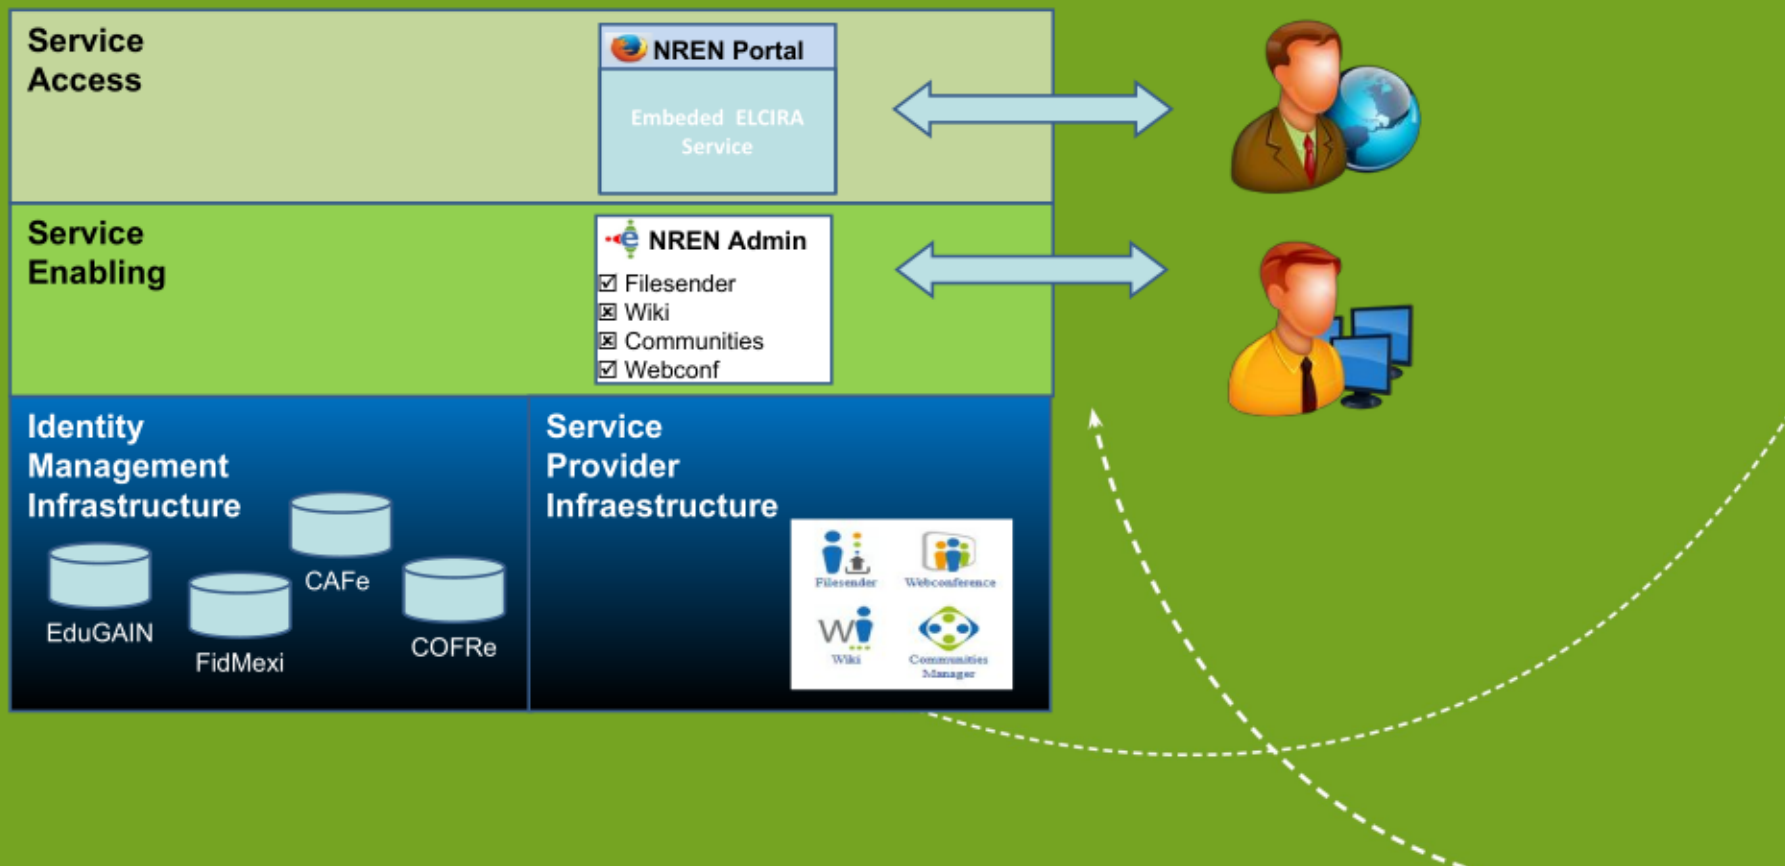 Service
Access
NREN Portal
Embeded ELCIRA
Service
Service
Enabling
e NREN Admin
☑ Filesender
☒ Wiki
☒ Communities
☑ Webconf
Identity
Management
Infrastructure
CAFe
EduGAIN
COFRe
FidMexi
Service
Provider
Infraestructure
Filesender
Webconference
W
Wiki
Communities
Manager